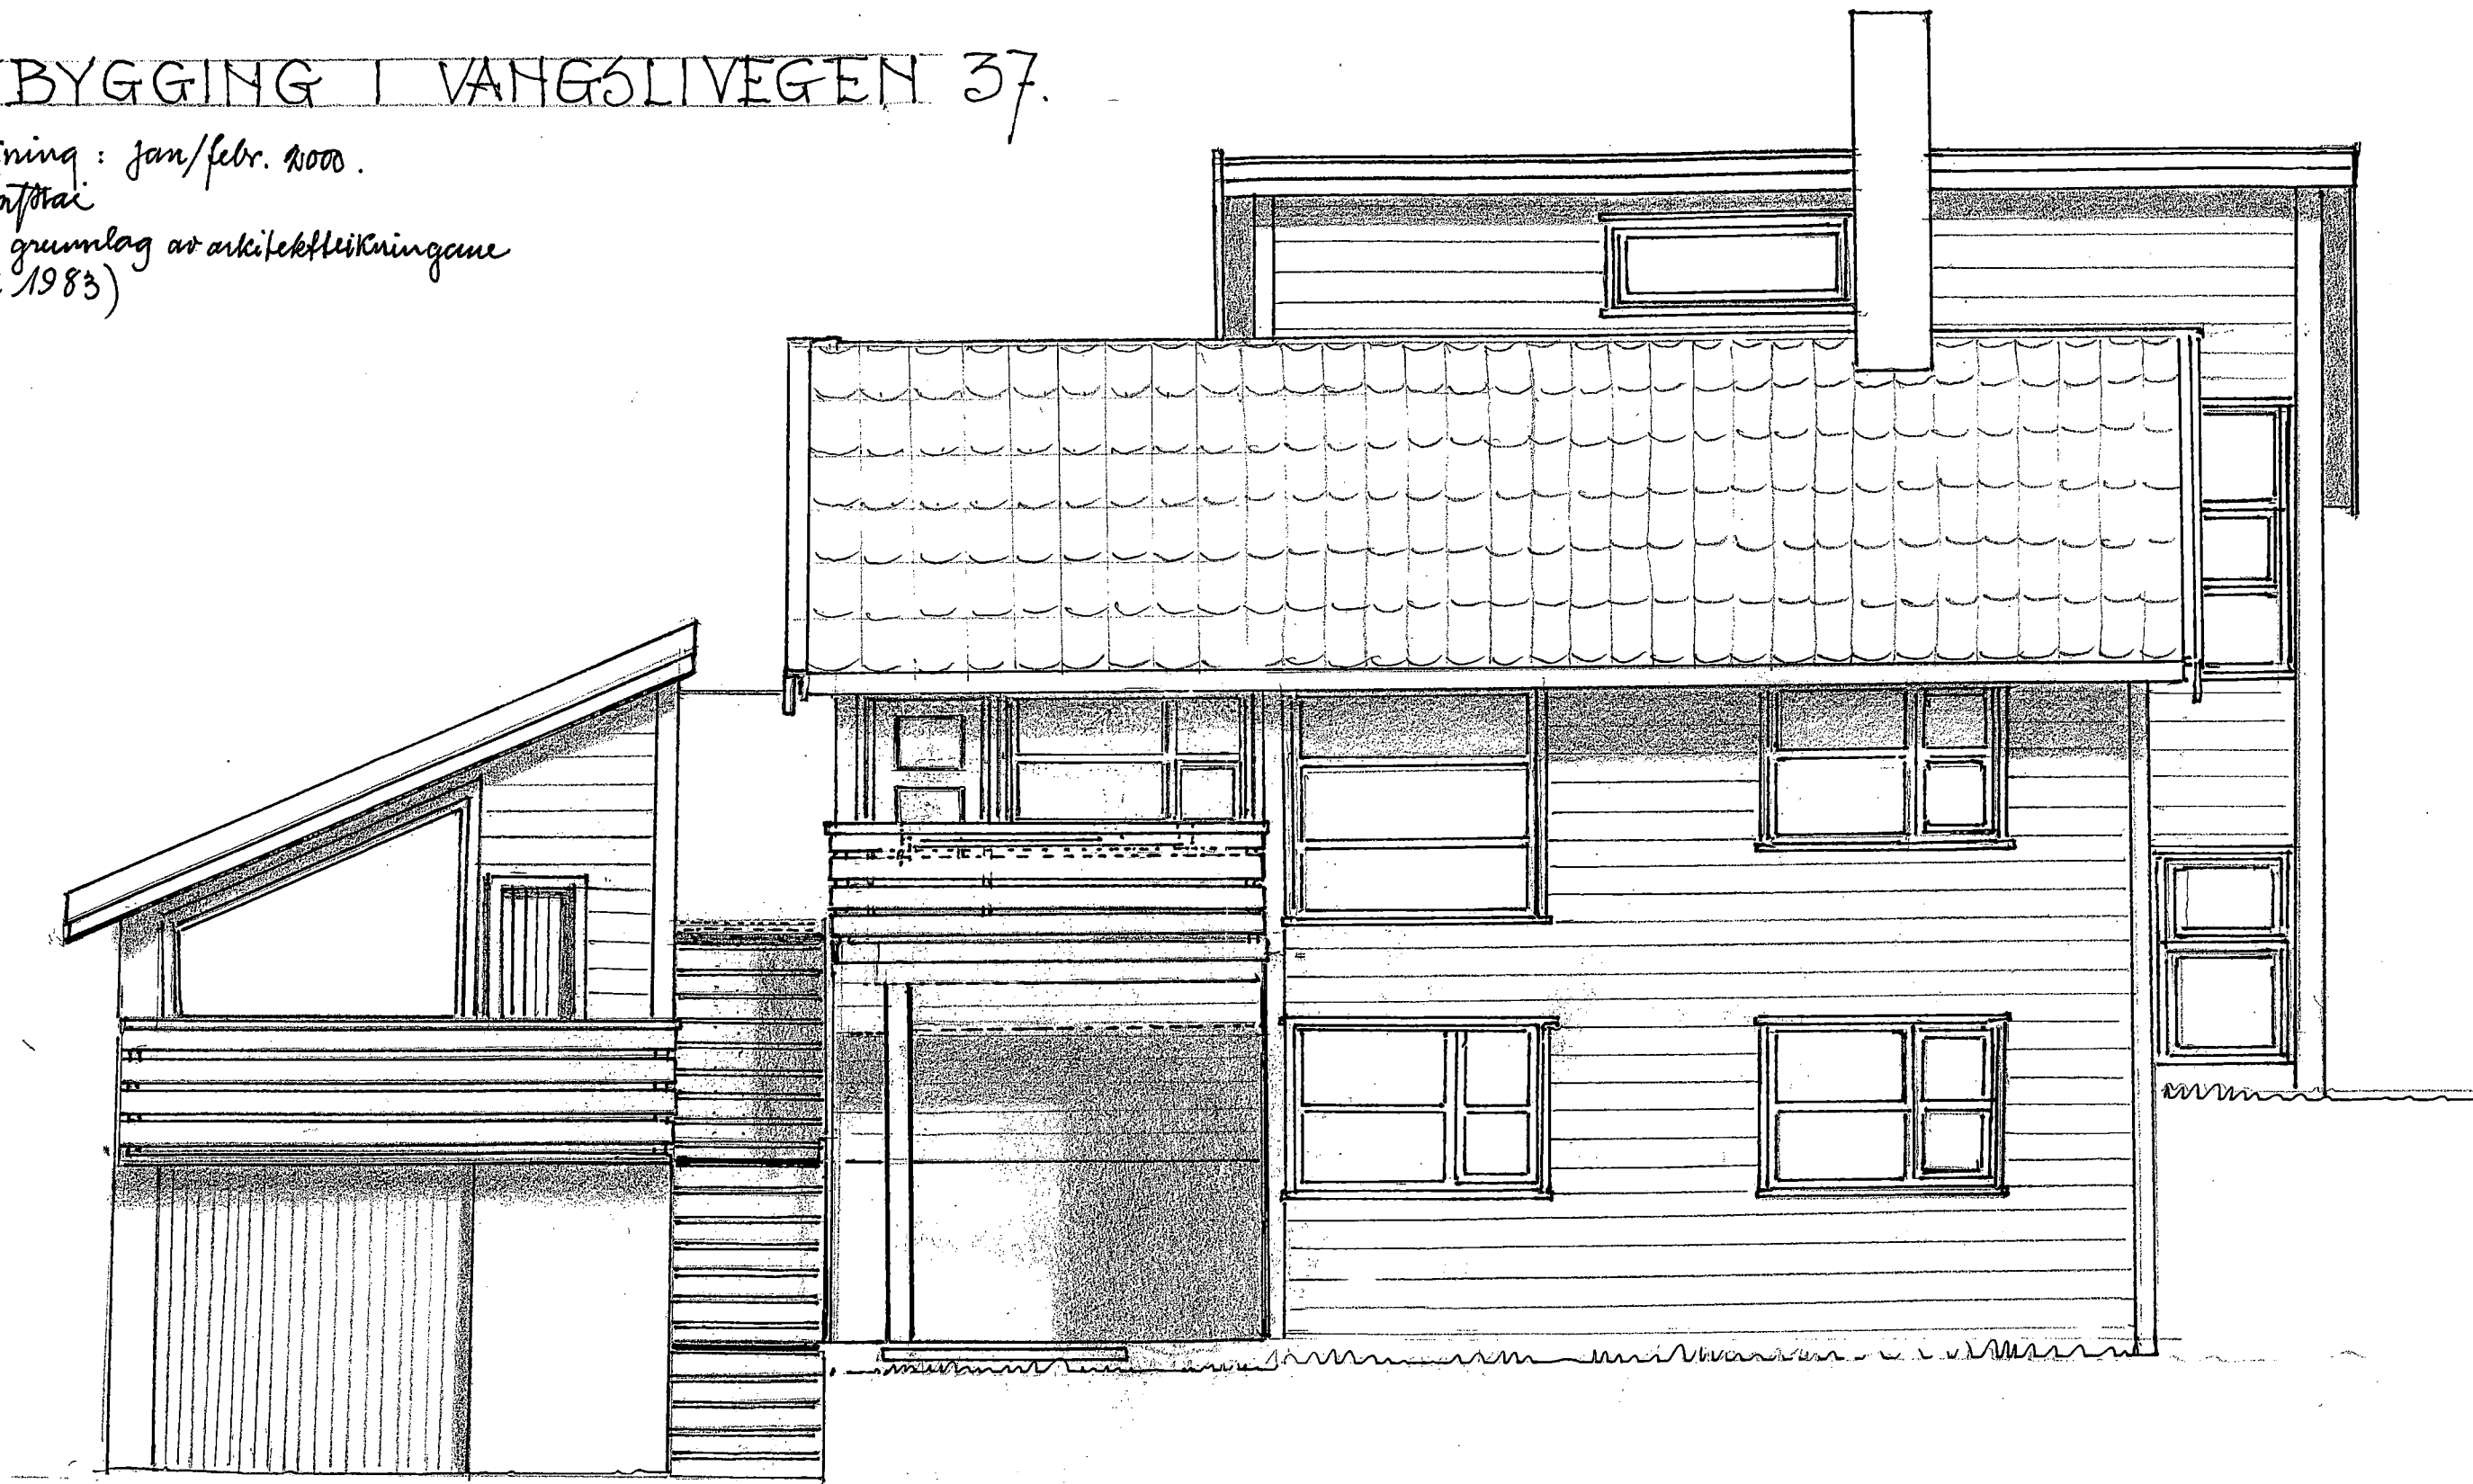 BYGGING I VANGSLIVEGEN 37.
ning : jan/febr. 2000.
grunnlag av arkitektteikningane
1983)